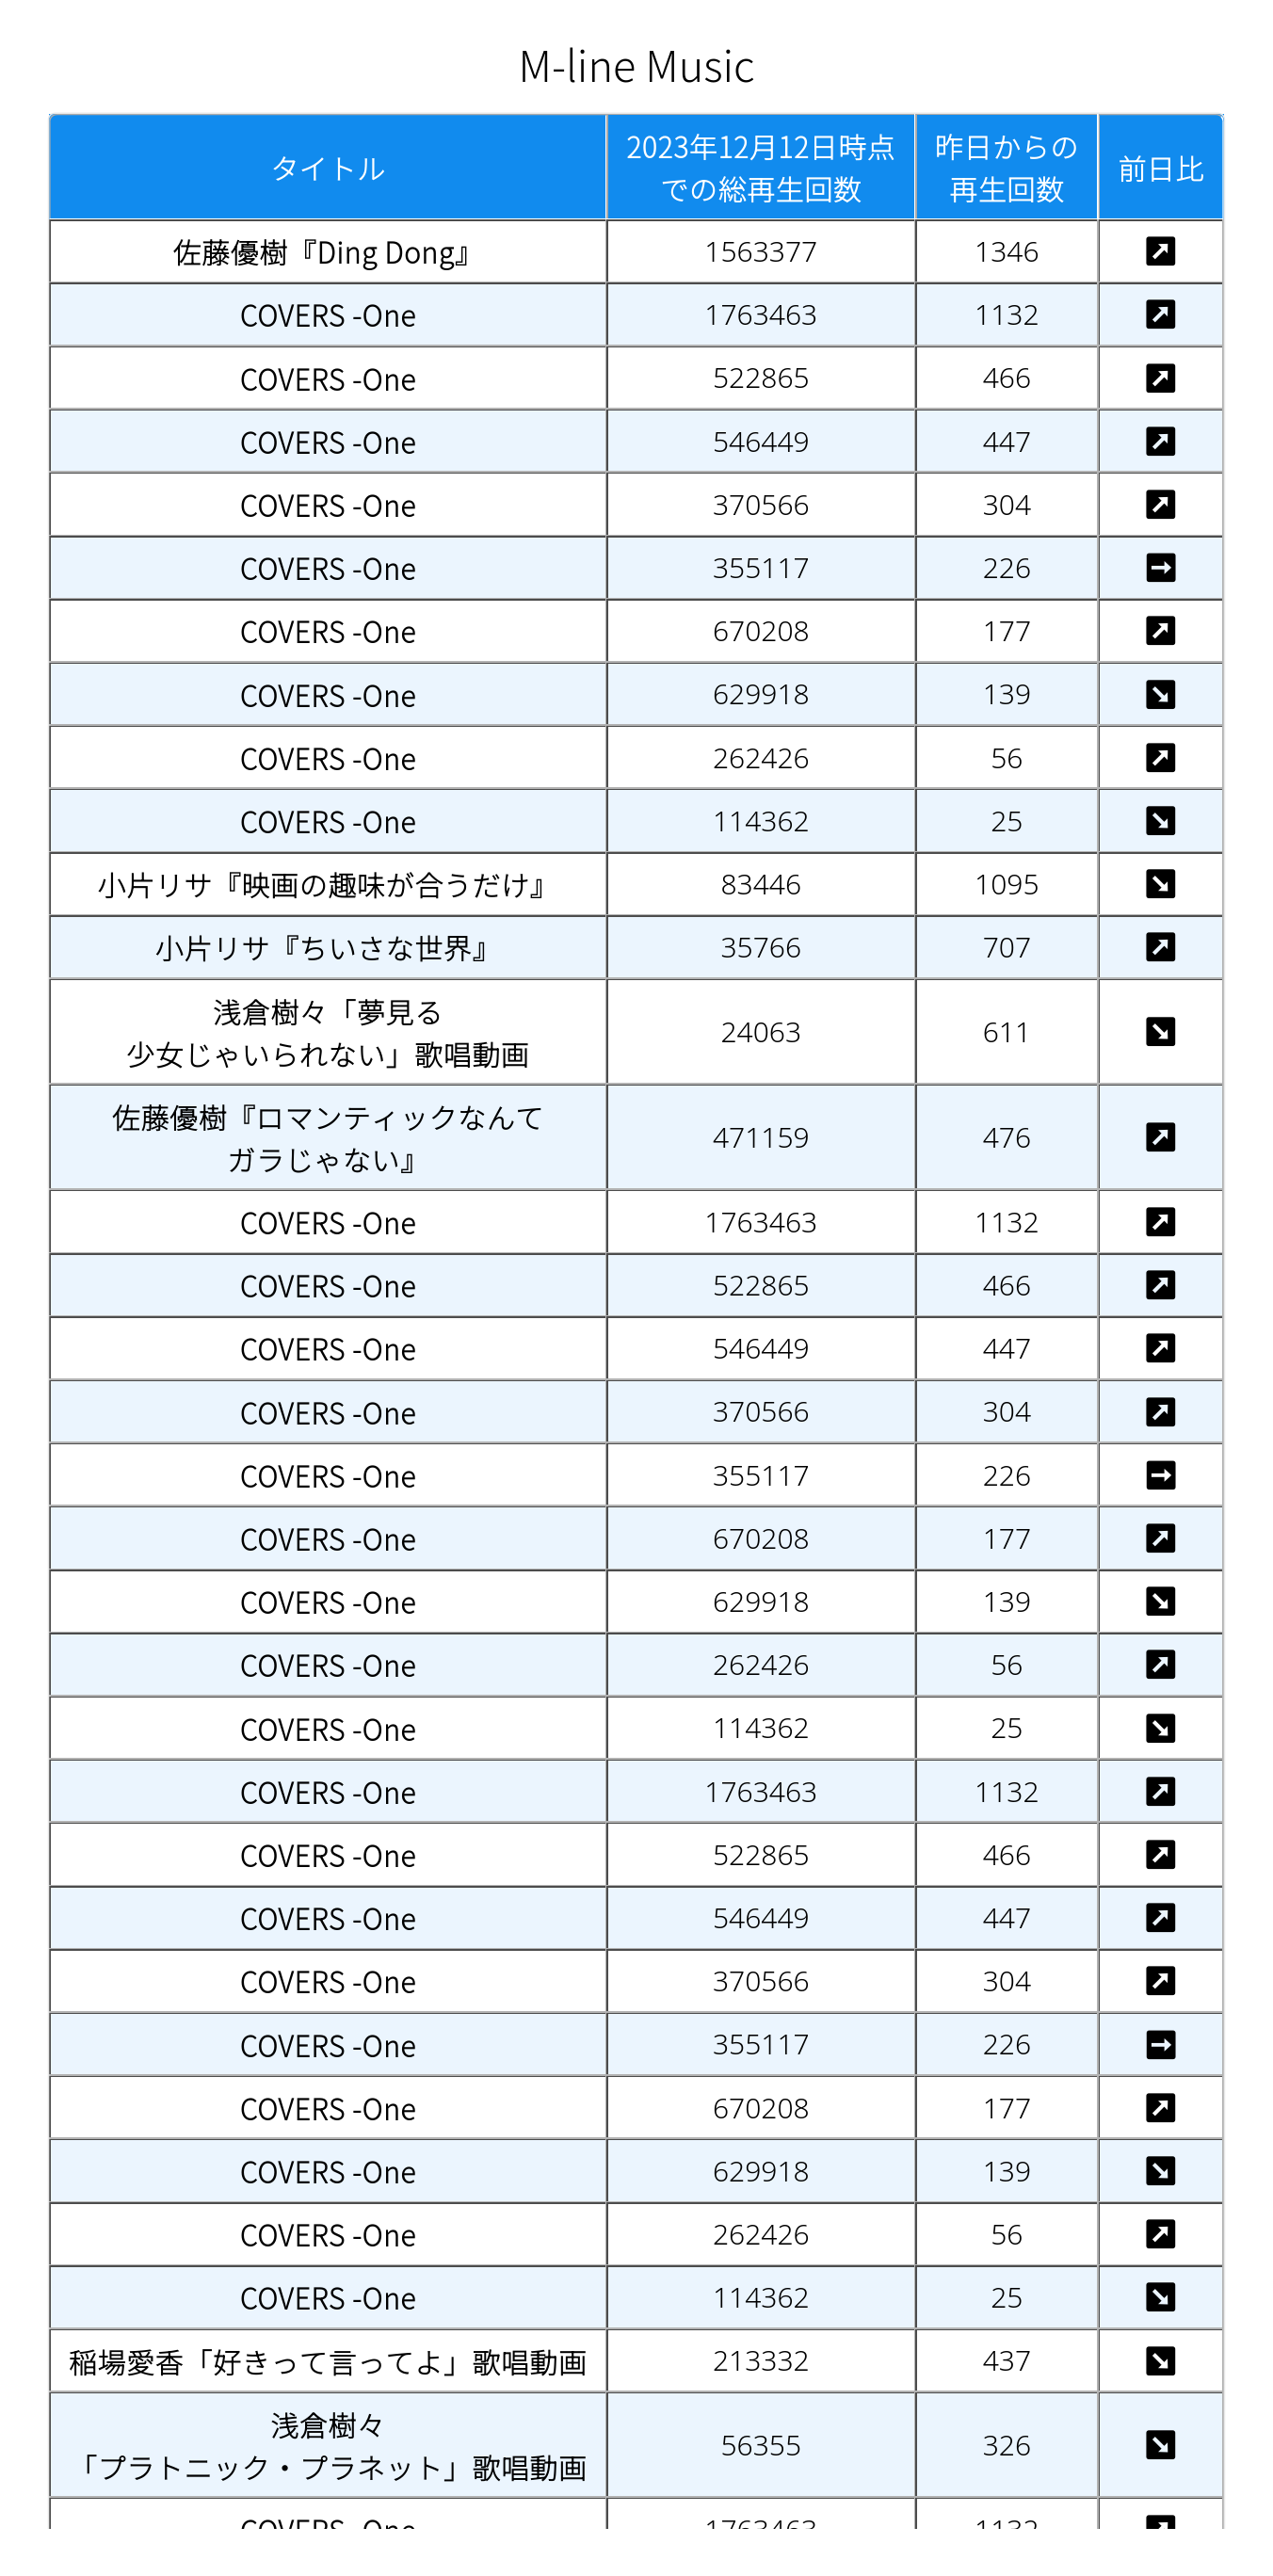 M-line Music
タイトル 2023年12月12日時点 昨日からの 前日比
での総再生回数 再生回数
佐藤優樹『Ding Dong』 1563377 1346
COVERS -One 1763463 1132
COVERS -One 522865 466
COVERS -One 546449 447
COVERS -One 370566 304
COVERS -One 355117 226
COVERS -One 670208 177
COVERS -One 629918 139
COVERS -One 262426 56
COVERS -One 114362 25
小片リサ『映画の趣味が合うだけ』 83446 1095
小片リサ『ちいさな世界』 35766 707
浅倉樹々「夢見る
少女じゃいられない」歌唱動画 24063 611
佐藤優樹『ロマンティックなんて
ガラじゃない』 471159 476
COVERS -One 1763463 1132
COVERS -One 522865 466
COVERS -One 546449 447
COVERS -One 370566 304
COVERS -One 355117 226
COVERS -One 670208 177
COVERS -One 629918 139
COVERS -One 262426 56
COVERS -One 114362 25
COVERS -One 1763463 1132
COVERS -One 522865 466
COVERS -One 546449 447
COVERS -One 370566 304
COVERS -One 355117 226
COVERS -One 670208 177
COVERS -One 629918 139
COVERS -One 262426 56
COVERS -One 114362 25
稲場愛香「好きって言ってよ」歌唱動画 213332 437
浅倉樹々
「プラトニック・プラネット」歌唱動画 56355 326
COVERS -One 1763463 1132